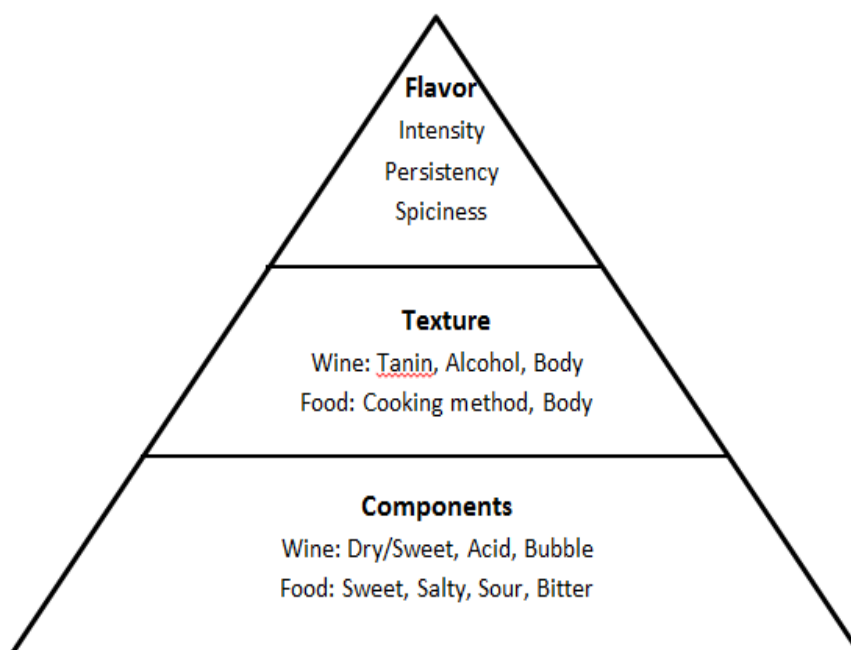 Flavor
Intensity
Persistency
Spiciness
Texture
Wine: Tanin, Alcohol, Body
Food: Cooking method, Body
Components
Wine: Dry/Sweet, Acid, Bubble
Food: Sweet, Salty, Sour, Bitter